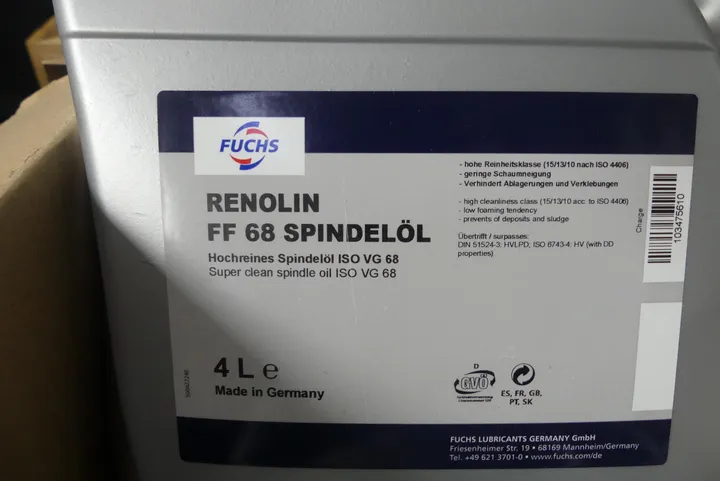 FUCHS
RENOLIN
FF 68 SPINDELÖL
Hochreines Spindelöl ISO VG 68
Super clean spindle oil ISO VG 68
- hohe Reinheitsklasse (15/13/10 nach ISO 4406)
- geringe Schaumneigung
- Verhindert Ablagerungen und Verklebungen
- high cleanliness class (15/13/10 acc. to ISO 4406)
- low foaming tendency
- prevents of deposits and sludge
Übertrifft / surpasses:
DIN 51524-3: HVLPD; ISO 6743-4: HV (with DD
properties)
Charge
103475610
4 L e
Made in Germany
D
GVÖ
ES, FR, GB,
PT, SK
FUCHS LUBRICANTS GERMANY GmbH
Friesenheimer Str. 19 • 68169 Mannheim/Germany
Tel. +49 621 3701-0 • www.fuchs.com/de